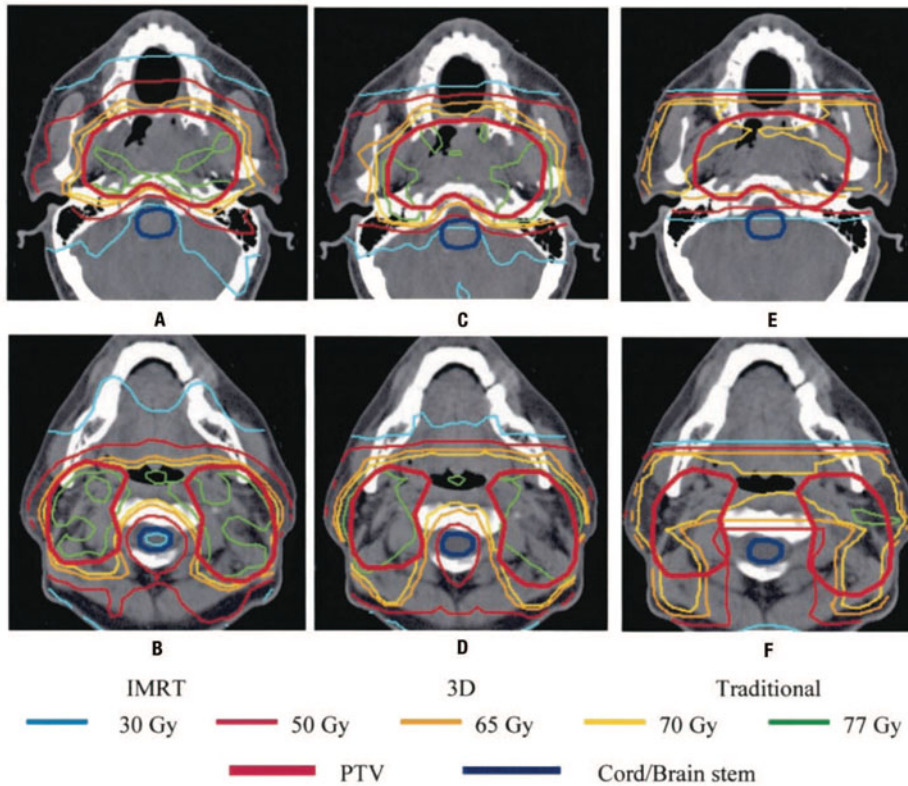 A C E
B D F
IMRT 3D Traditional
30 Gy 50 Gy 65 Gy 70 Gy 77 Gy
PTV Cord/Brain stem